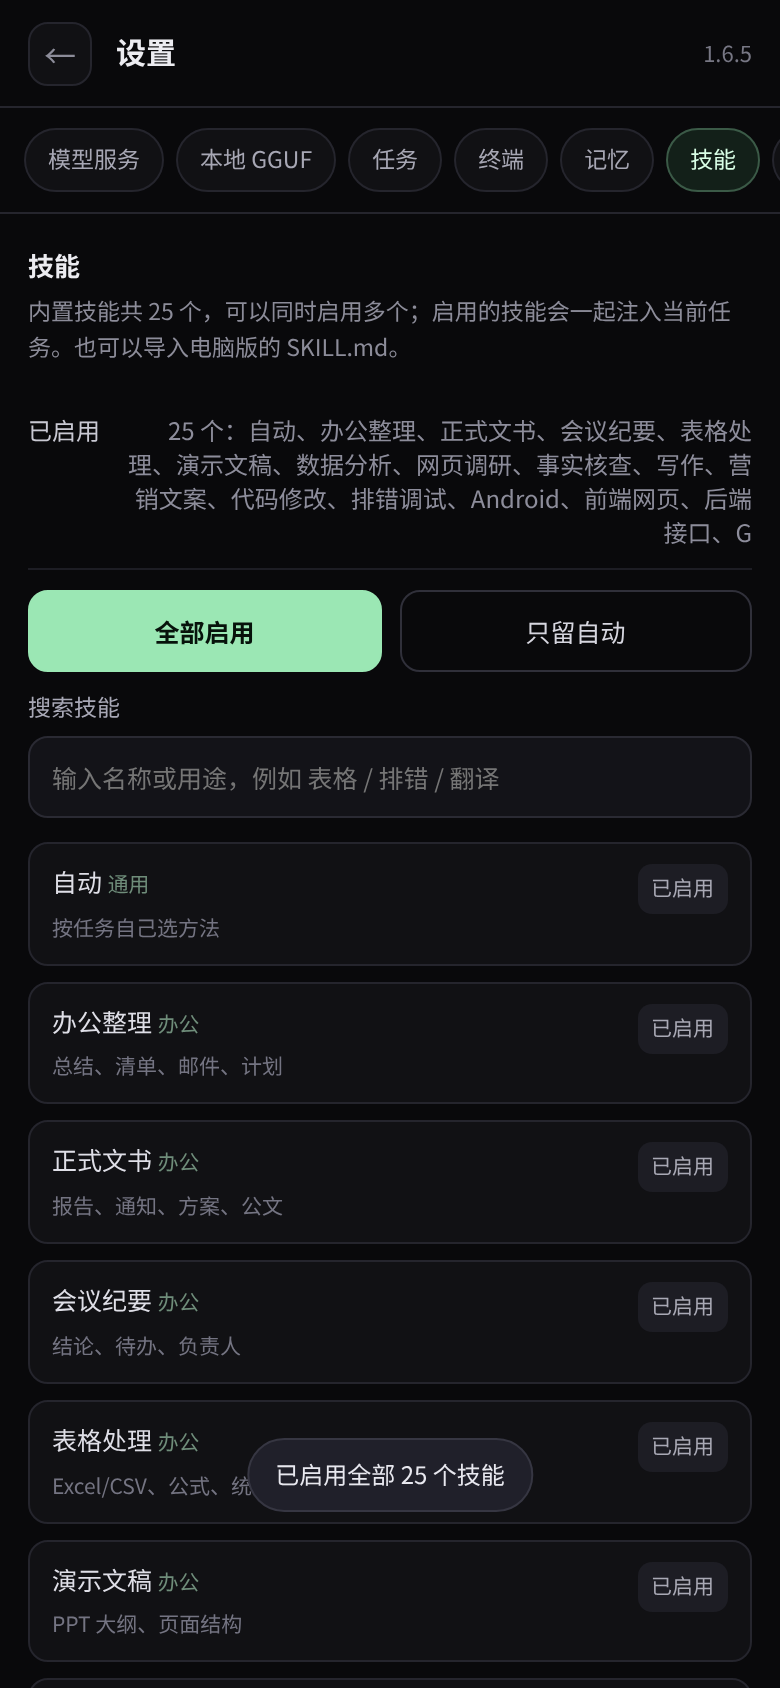 设置
1.6.5
模型服务
本地 GGUF
任务
终端
记忆
技能
技能
内置技能共 25 个，可以同时启用多个；启用的技能会一起注入当前任
务。也可以导入电脑版的 SKILL.md。
已启用
25 个：自动、办公整理、正式文书、会议纪要、表格处
理、演示文稿、数据分析、网页调研、事实核查、写作、营
销文案、代码修改、排错调试、Android、前端网页、后端
接口、G
全部启用
只留自动
搜索技能
输入名称或用途，例如 表格 / 排错 / 翻译
自动 通用
已启用
按任务自己选方法
办公整理 办公
已启用
总结、清单、邮件、计划
正式文书 办公
已启用
报告、通知、方案、公文
会议纪要 办公
已启用
结论、待办、负责人
表格处理 办公
已启用
Excel/CSV、公式、统
已启用全部 25 个技能
演示文稿 办公
已启用
PPT 大纲、页面结构